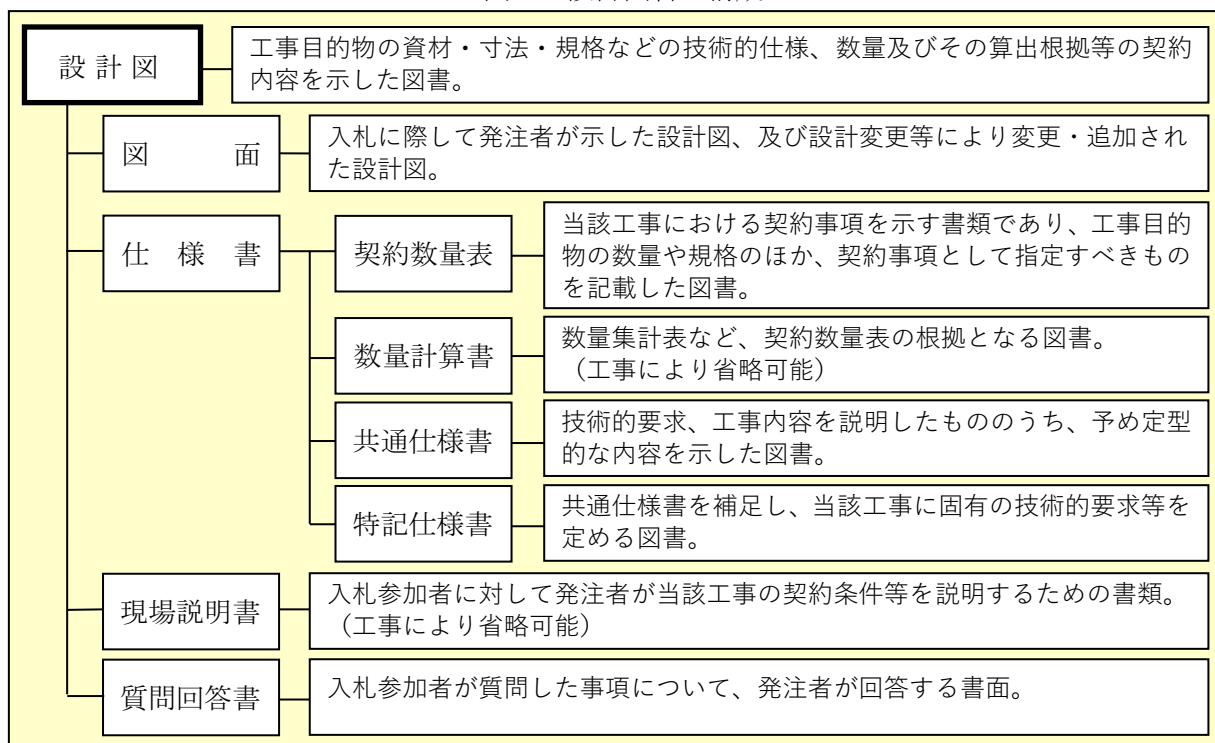 設計図
工事目的物の資材・寸法・規格などの技術的仕様、数量及びその算出根拠等の契約
内容を示した図書。
図　　面
入札に際して発注者が示した設計図、及び設計変更等により変更・追加され
た設計図。
仕様書
契約数量表
当該工事における契約事項を示す書類であり、工事目的
物の数量や規格のほか、契約事項として指定すべきもの
を記載した図書。
数量計算書
数量集計表など、契約数量表の根拠となる図書。
（工事により省略可能）
共通仕様書
技術的要求、工事内容を説明したもののうち、予め定型
的な内容を示した図書。
特記仕様書
共通仕様書を補足し、当該工事に固有の技術的要求等を
定める図書。
現場説明書
入札参加者に対して発注者が当該工事の契約条件等を説明するための書類。
（工事により省略可能）
質問回答書
入札参加者が質問した事項について、発注者が回答する書面。